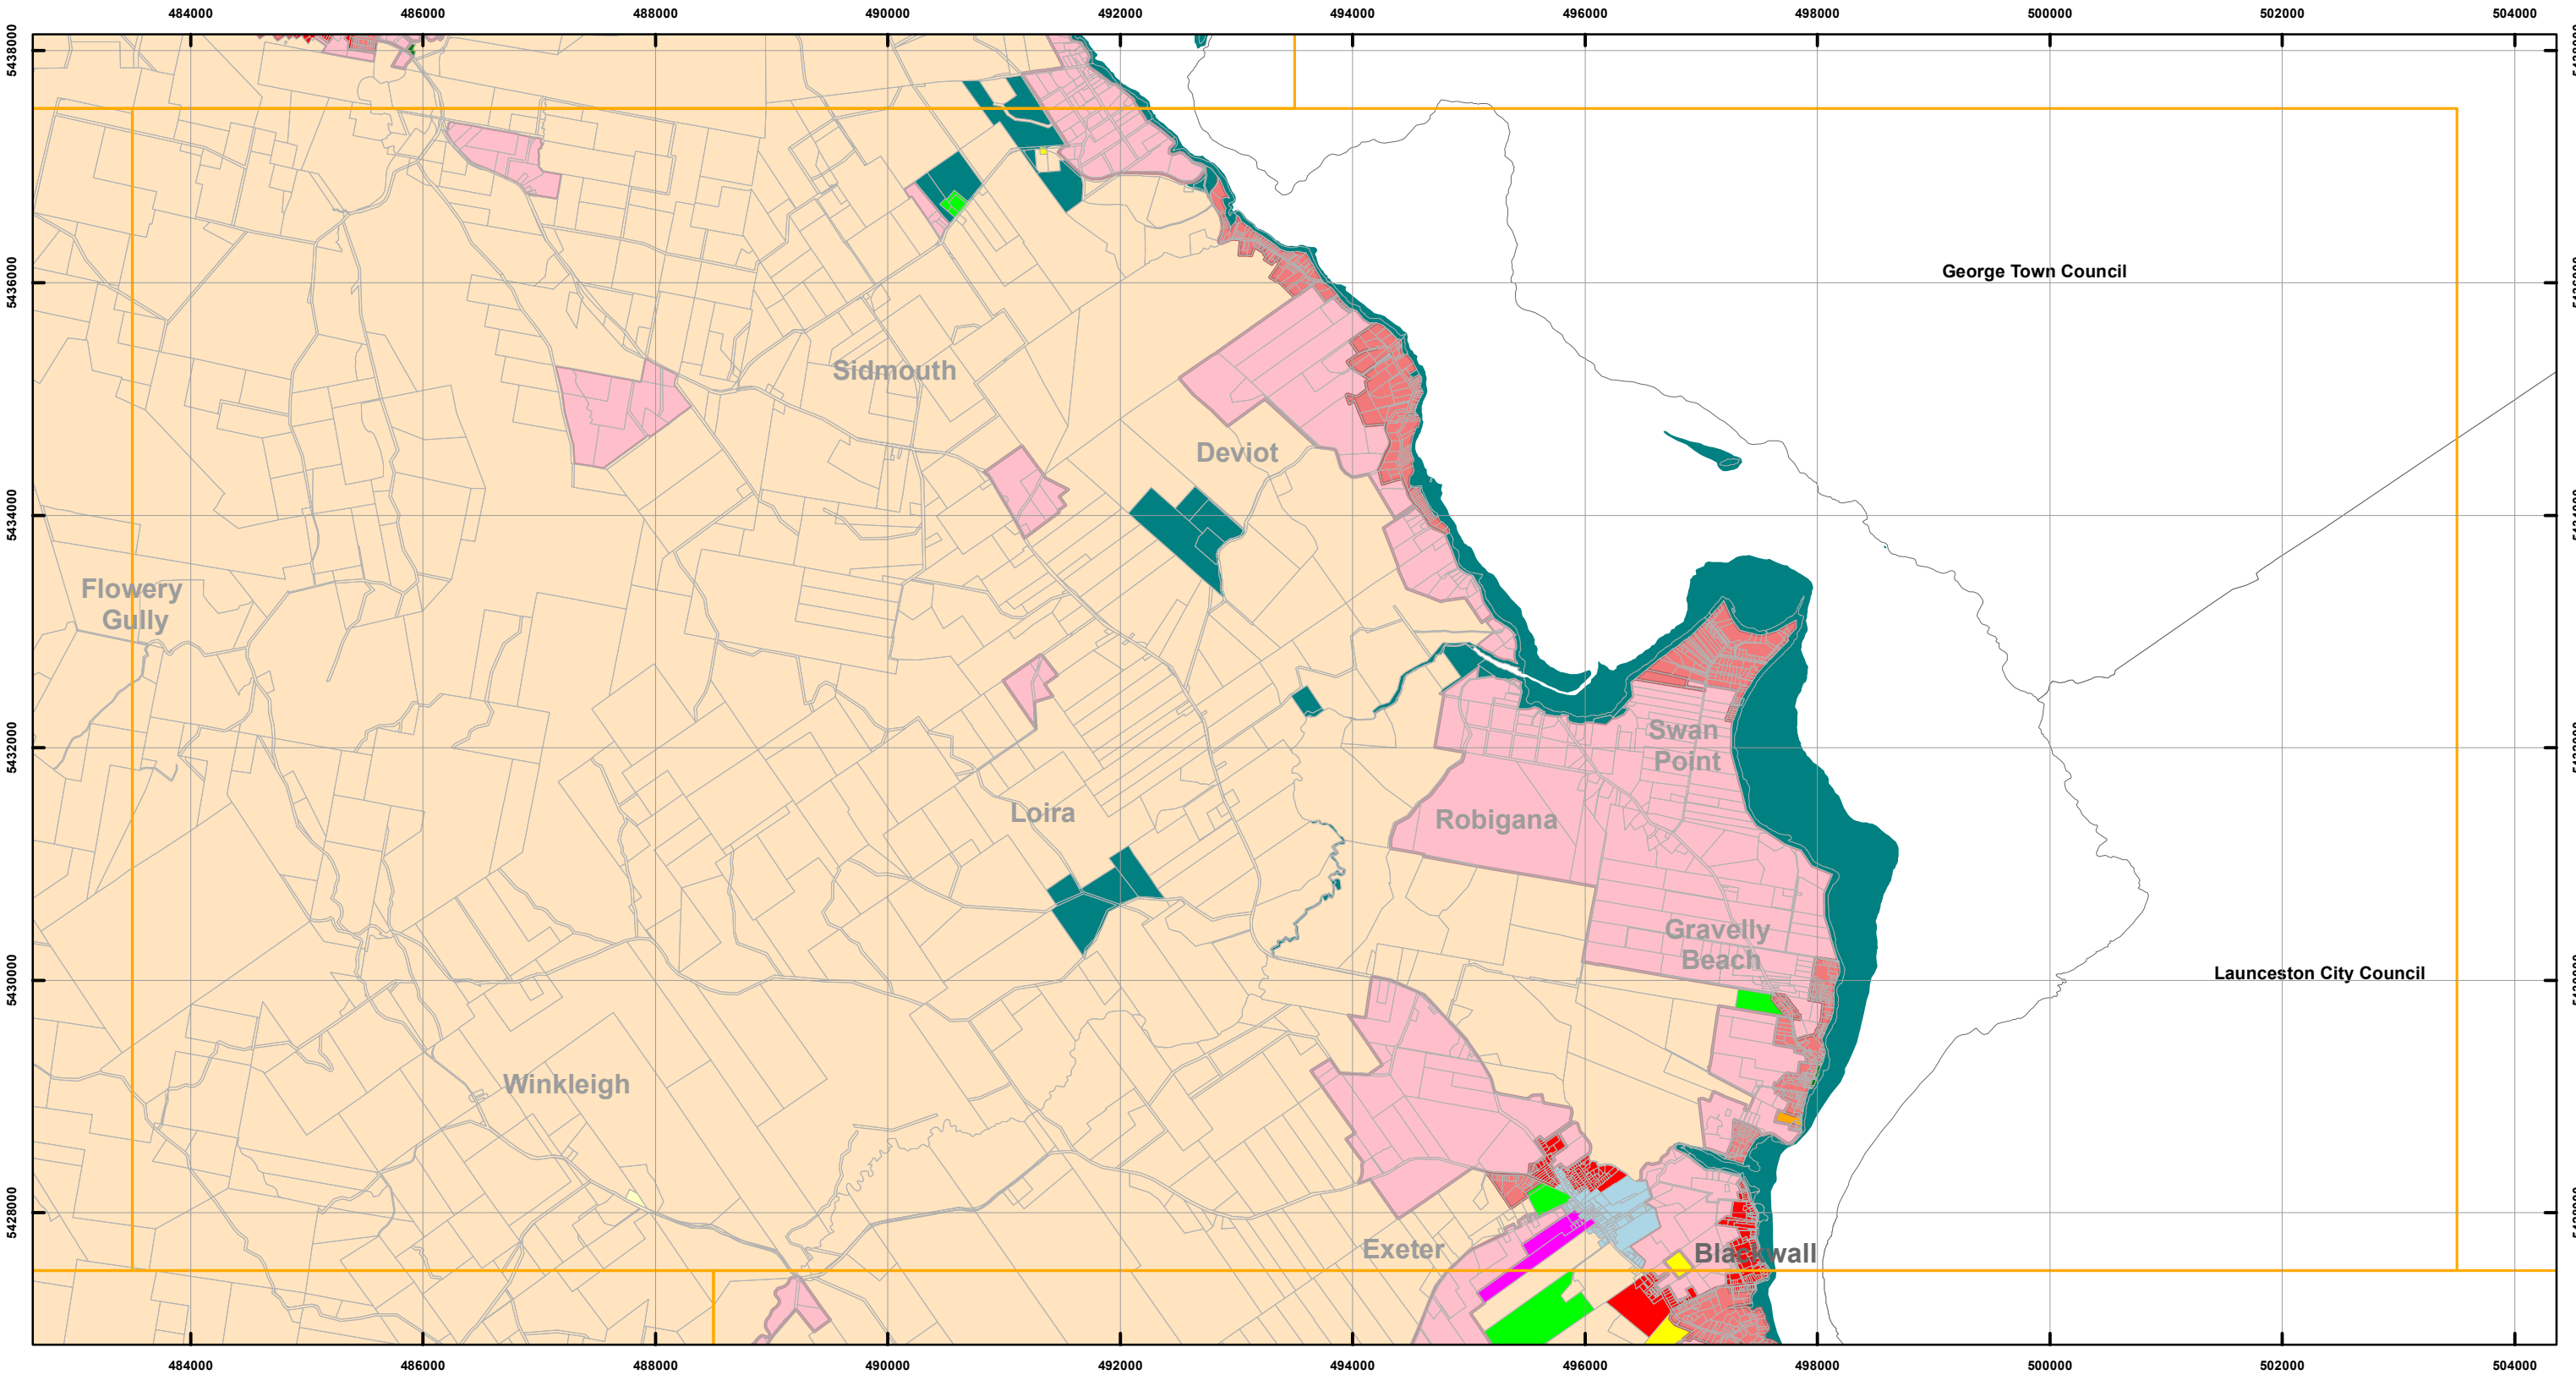 484000 486000 488000 490000 492000 494000 496000 498000 500000 502000 504000
5438000
5436000
George Town Council
Sidmouth
Deviot
5434000
Flowery
Gully
Swan
Point
5432000
Loira
Robigana
Gravelly
Beach
5430000
Launceston City Council
Winkleigh
5428000
Exeter
Blackwall
484000 486000 488000 490000 492000 494000 496000 498000 500000 502000 504000